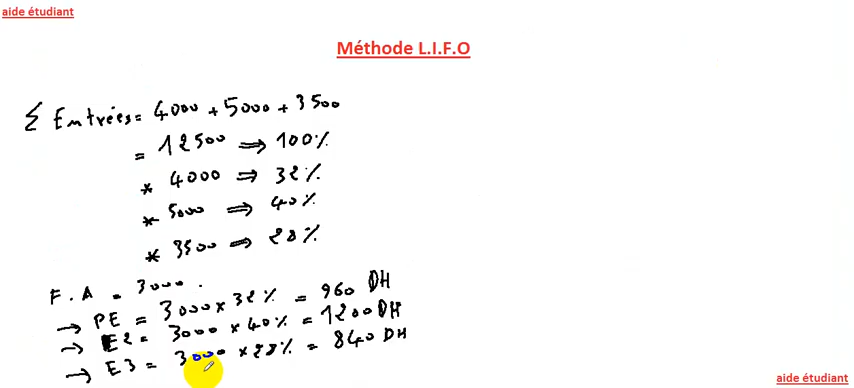 aide étudiant
Méthode L.I.F.O
Σ Entrées = 4000 + 5000 + 3500
= 12500 ⇒ 100%
* 4000 ⇒ 32%
* 5000 ⇒ 40%
* 3500 ⇒ 28%
F.A = 3000.
→ PE = 3000 × 32% = 960 DH
→ E2 = 3000 × 40% = 1200 DH
→ E3 = 3000 × 28% = 840 DH
aide étudiant